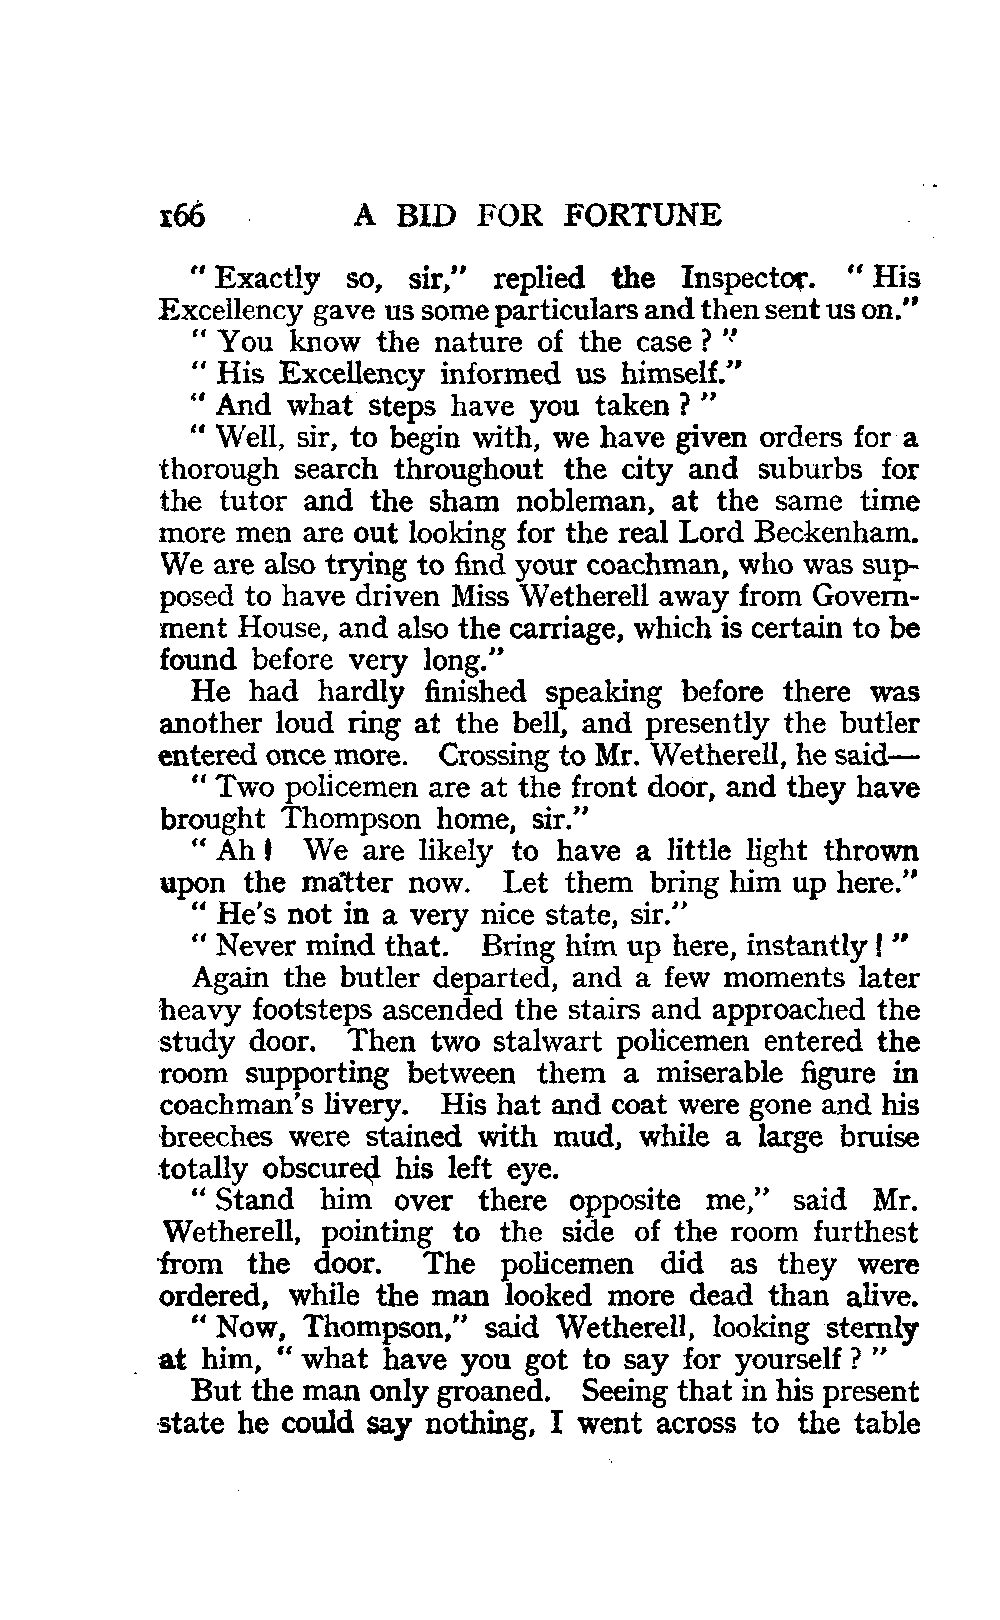 166 A BID FOR FORTUNE
"Exactly so, sir," replied the Inspector. "His
Excellency gave us some particulars and then sent us on."
"You know the nature of the case?"
"His Excellency informed us himself."
"And what steps have you taken?"
"Well, sir, to begin with, we have given orders for a
thorough search throughout the city and suburbs for
the tutor and the sham nobleman, at the same time
more men are out looking for the real Lord Beckenham.
We are also trying to find your coachman, who was sup-
posed to have driven Miss Wetherell away from Govern-
ment House, and also the carriage, which is certain to be
found before very long."
He had hardly finished speaking before there was
another loud ring at the bell, and presently the butler
entered once more. Crossing to Mr. Wetherell, he said—
"Two policemen are at the front door, and they have
brought Thompson home, sir."
"Ah! We are likely to have a little light thrown
upon the matter now. Let them bring him up here."
"He's not in a very nice state, sir."
"Never mind that. Bring him up here, instantly!"
Again the butler departed, and a few moments later
heavy footsteps ascended the stairs and approached the
study door. Then two stalwart policemen entered the
room supporting between them a miserable figure in
coachman's livery. His hat and coat were gone and his
breeches were stained with mud, while a large bruise
totally obscured his left eye.
"Stand him over there opposite me," said Mr.
Wetherell, pointing to the side of the room furthest
from the door. The policemen did as they were
ordered, while the man looked more dead than alive.
"Now, Thompson," said Wetherell, looking sternly
at him, "what have you got to say for yourself?"
But the man only groaned. Seeing that in his present
state he could say nothing, I went across to the table